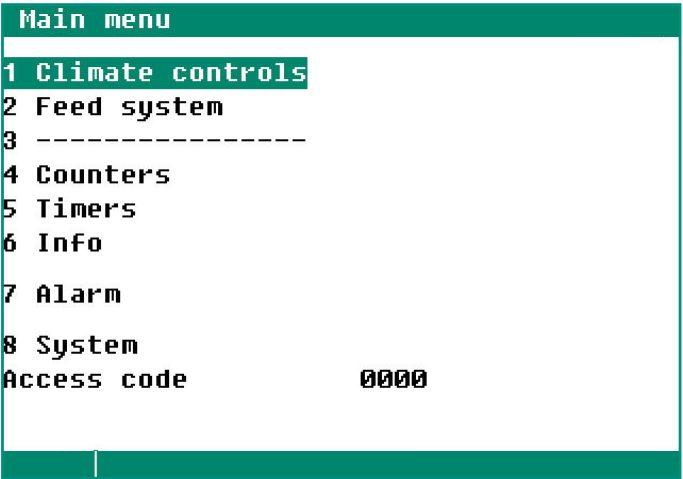 Main menu
1 Climate controls
2 Feed system
3 ----------------
4 Counters
5 Timers
6 Info
7 Alarm
8 System
Access code 0000